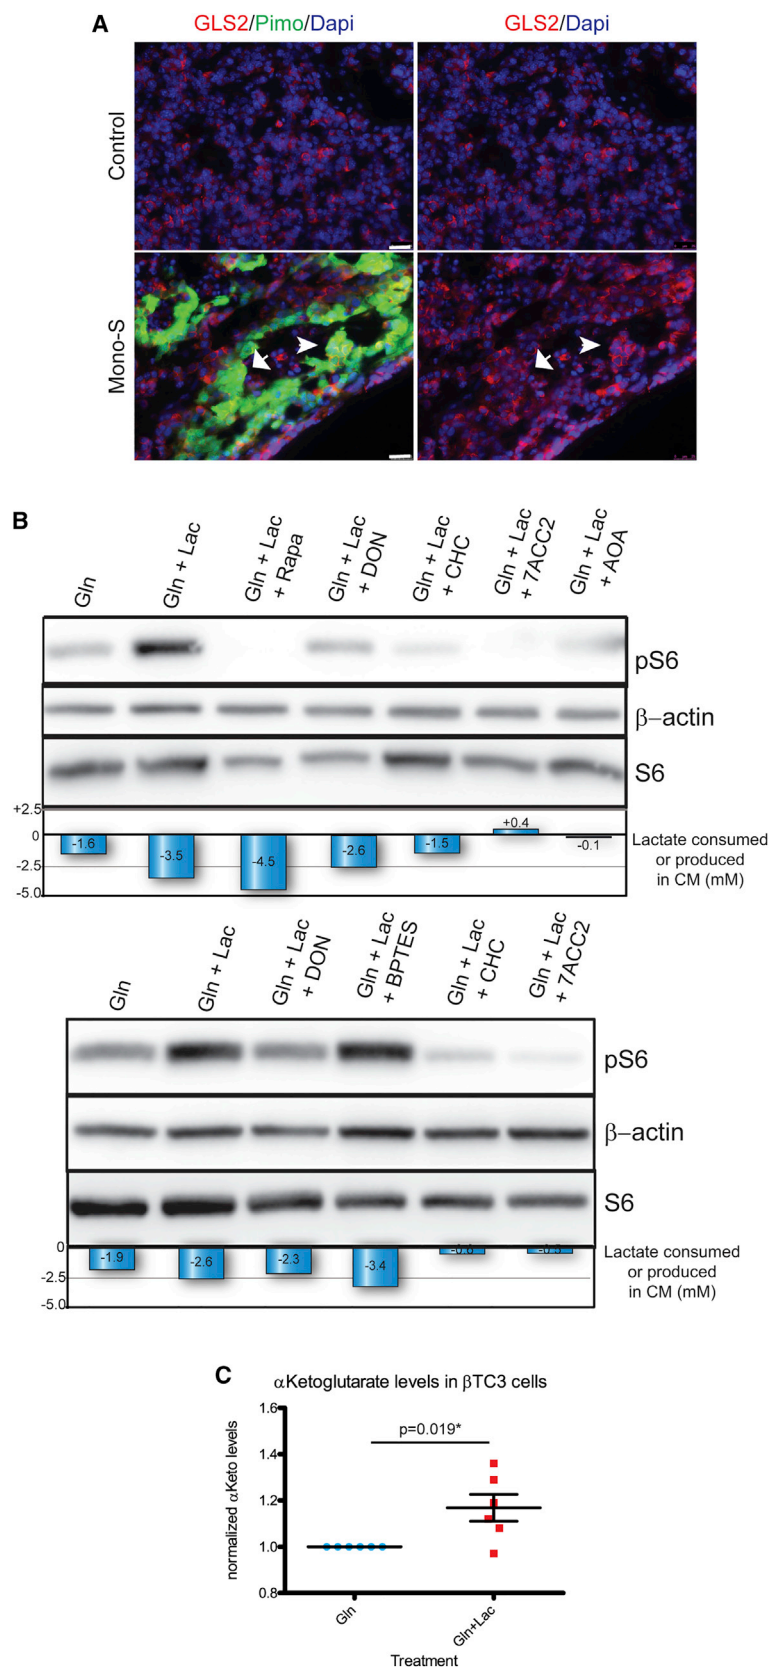 A
GLS2/Pimo/Dapi
GLS2/Dapi
Control
Mono-S
B
Gln
Gln + Lac
Gln + Lac
+ Rapa
Gln + Lac
+ DON
Gln + Lac
+ CHC
Gln + Lac
+ 7ACC2
Gln + Lac
+ AOA
pS6
β−actin
S6
+2.5
0
-2.5
-5.0
-1.6
-3.5
-4.5
-2.6
-1.5
+0.4
-0.1
Lactate consumed
or produced
in CM (mM)
Gln
Gln + Lac
Gln + Lac
+ DON
Gln + Lac
+ BPTES
Gln + Lac
+ CHC
Gln + Lac
+ 7ACC2
pS6
β−actin
S6
0
-2.5
-5.0
-1.9
-2.6
-2.3
-3.4
Lactate consumed
or produced
in CM (mM)
C
αKetoglutarate levels in βTC3 cells
normalized αKeto levels
1.6
1.4
1.2
1.0
0.8
p=0.019*
Gln
Gln+Lac
Treatment